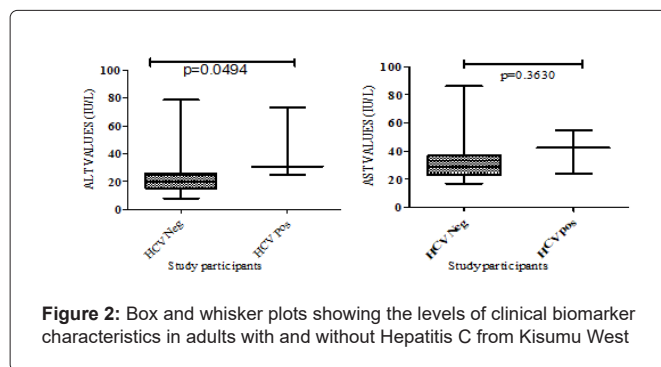 p=0.0494
100
80
60
40
20
0
ALT VALUES (IU/L)
HCV Neg
HCV Pos
Study participants
p=0.3630
100
80
60
40
20
0
AST VALUES (IU/L)
HCV Neg
HCV pos
Study participants
Figure 2: Box and whisker plots showing the levels of clinical biomarker
characteristics in adults with and without Hepatitis C from Kisumu West